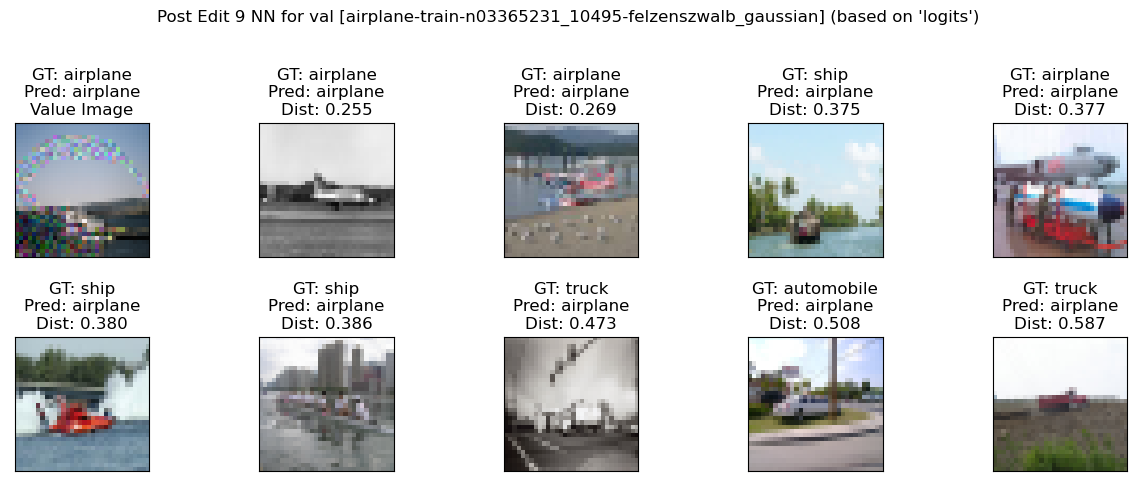 Post Edit 9 NN for val [airplane-train-n03365231_10495-felzenszwalb_gaussian] (based on 'logits')
GT: airplane
Pred: airplane
Value Image
GT: airplane
Pred: airplane
Dist: 0.255
GT: airplane
Pred: airplane
Dist: 0.269
GT: ship
Pred: airplane
Dist: 0.375
GT: airplane
Pred: airplane
Dist: 0.377
GT: ship
Pred: airplane
Dist: 0.380
GT: ship
Pred: airplane
Dist: 0.386
GT: truck
Pred: airplane
Dist: 0.473
GT: automobile
Pred: airplane
Dist: 0.508
GT: truck
Pred: airplane
Dist: 0.587